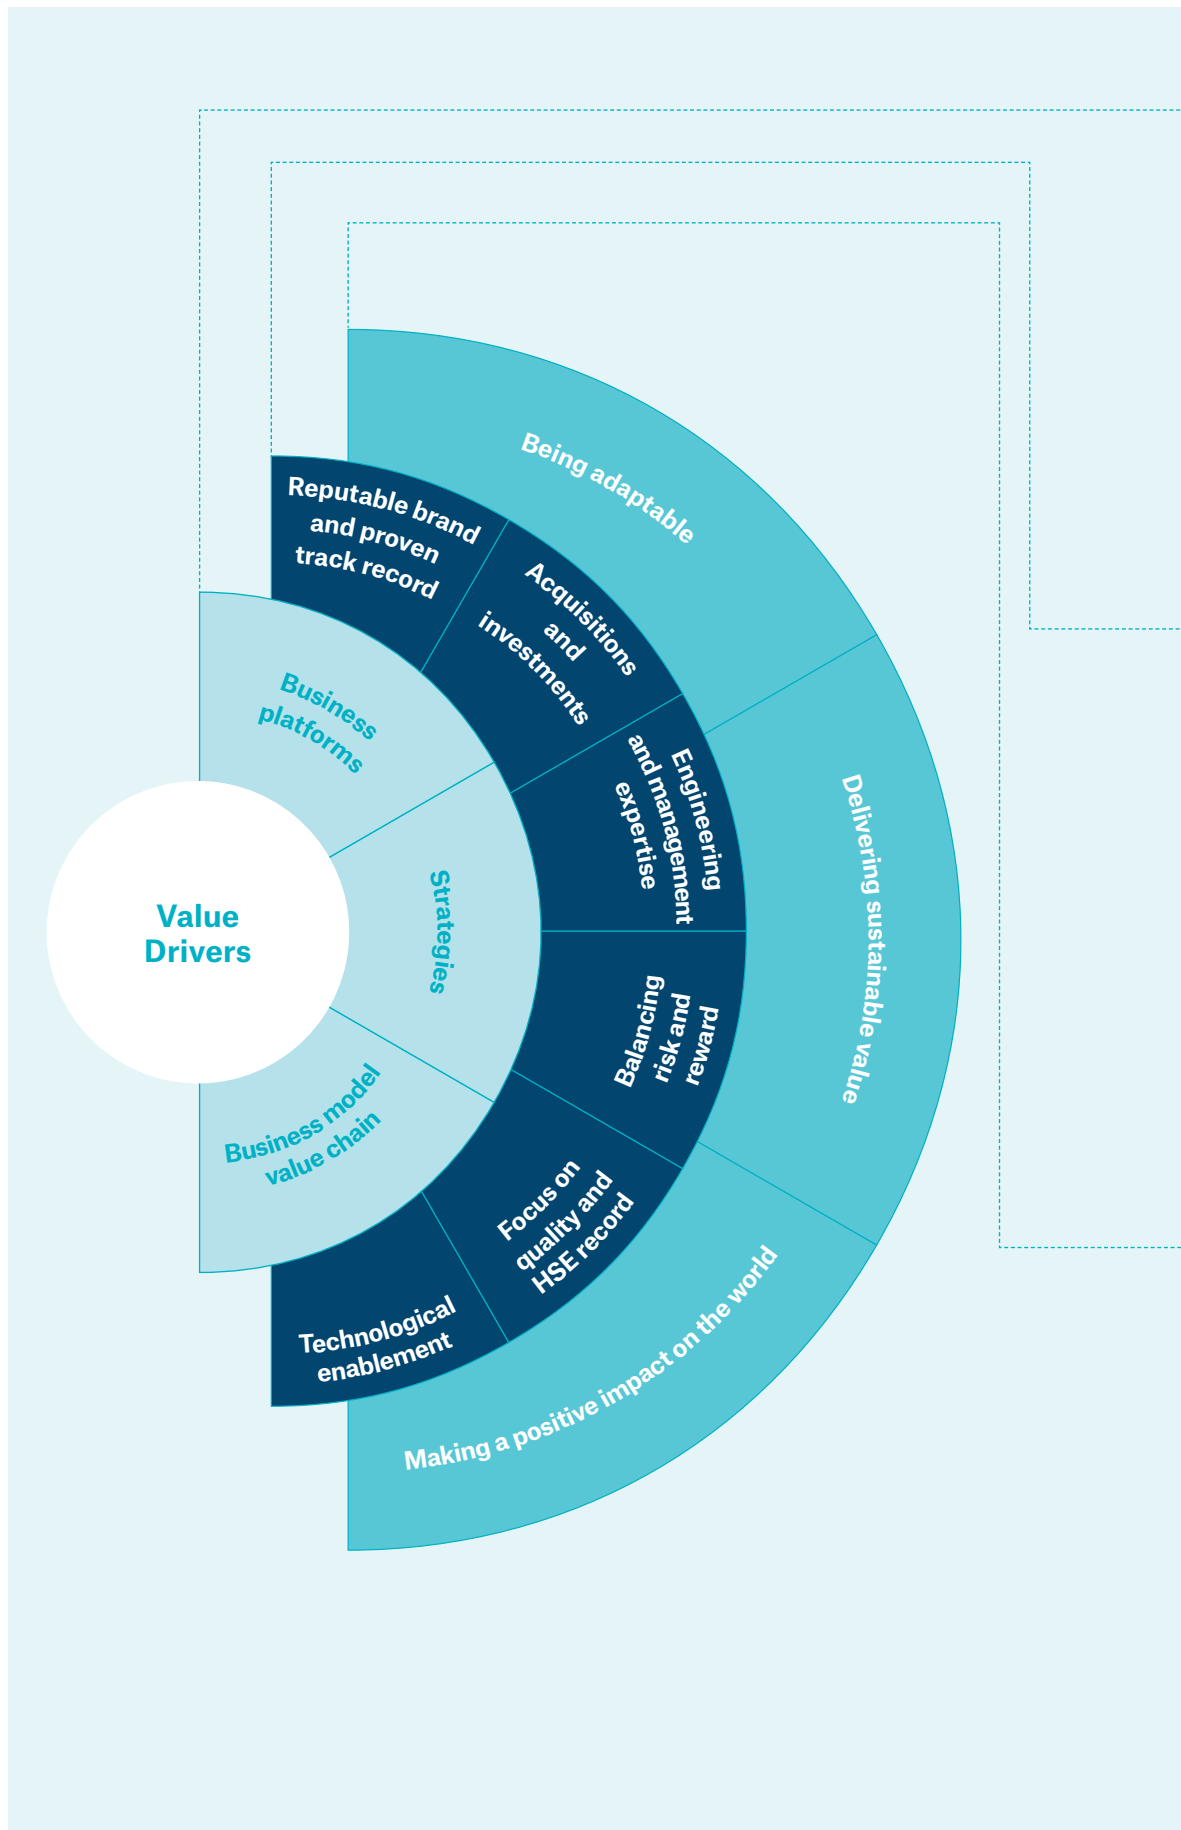 Value
Drivers
Business
platforms
Strategies
Business model
value chain
Reputable brand
and proven
track record
Acquisitions
and
investments
Engineering
and management
expertise
Balancing
risk and
reward
Focus on
quality and
HSE record
Technological
enablement
Being adaptable
Delivering sustainable value
Making a positive impact on the world